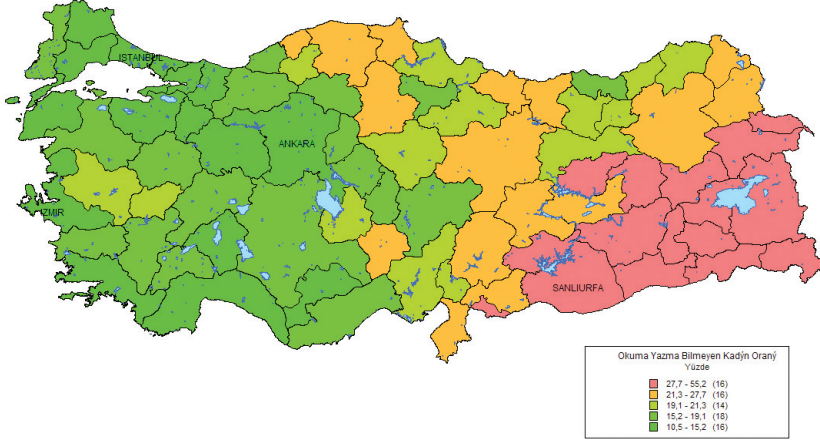 İSTANBUL
ANKARA
İZMİR
SANLIURFA
Okuma Yazma Bilmeyen Kadýn Oraný
Yüzde
27,7 - 55,2 (16)
21,3 - 27,7 (16)
19,1 - 21,3 (14)
15,2 - 19,1 (18)
10,5 - 15,2 (16)